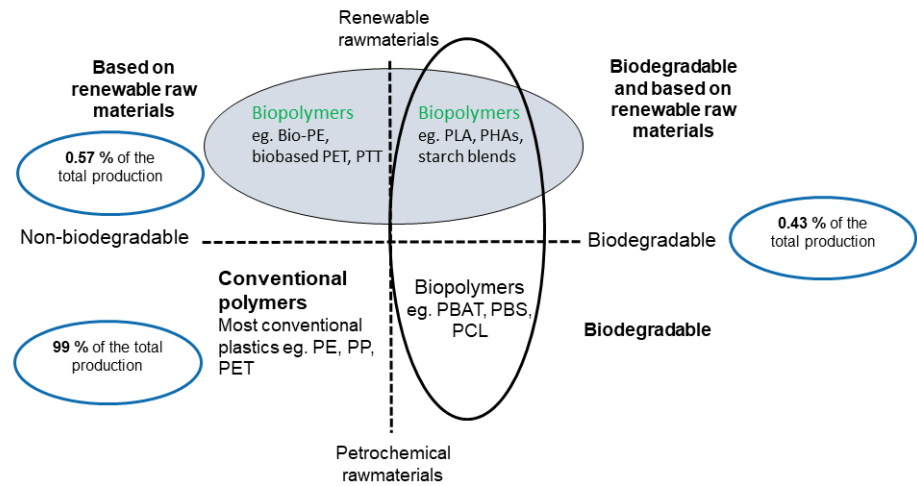 Renewable
rawmaterials
Based on
renewable raw
materials
Biodegradable
and based on
renewable raw
materials
Biopolymers
eg. Bio-PE,
biobased PET, PTT
Biopolymers
eg. PLA, PHAs,
starch blends
0.57 % of the
total production
0.43 % of the
total production
Non-biodegradable
Biodegradable
Conventional
polymers
Most conventional
plastics eg. PE, PP,
PET
Biopolymers
eg. PBAT, PBS,
PCL
Biodegradable
99 % of the total
production
Petrochemical
rawmaterials